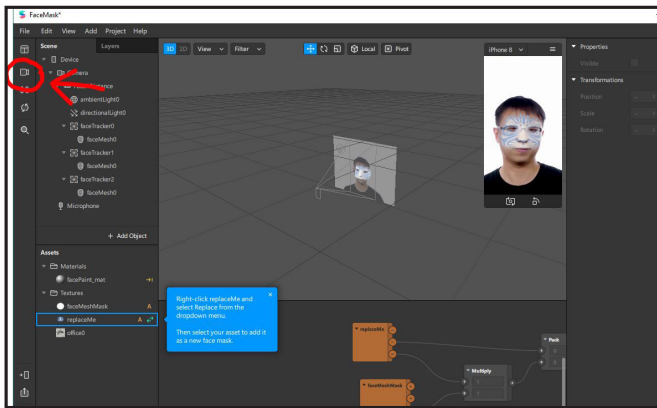 FaceMask*
File Edit View Add Project Help
Scene Layers
3D 2D View Filter Local Pivot
iPhone 8
Properties
Visible
Transformations
Position
Scale
Rotation
Device
ambientLight0
directionalLight0
faceTracker0
faceMesh0
faceTracker1
faceMesh0
faceTracker2
faceMesh0
Microphone
+ Add Object
Assets
Materials
facePaint_mat
Textures
faceMeshMask A
replaceMe A
office0
Right-click replaceMe and
select Replace from the
dropdown menu.
Then select your asset to add it
as a new face mask.
replaceMe
Pack
Multiply
faceMeshMask